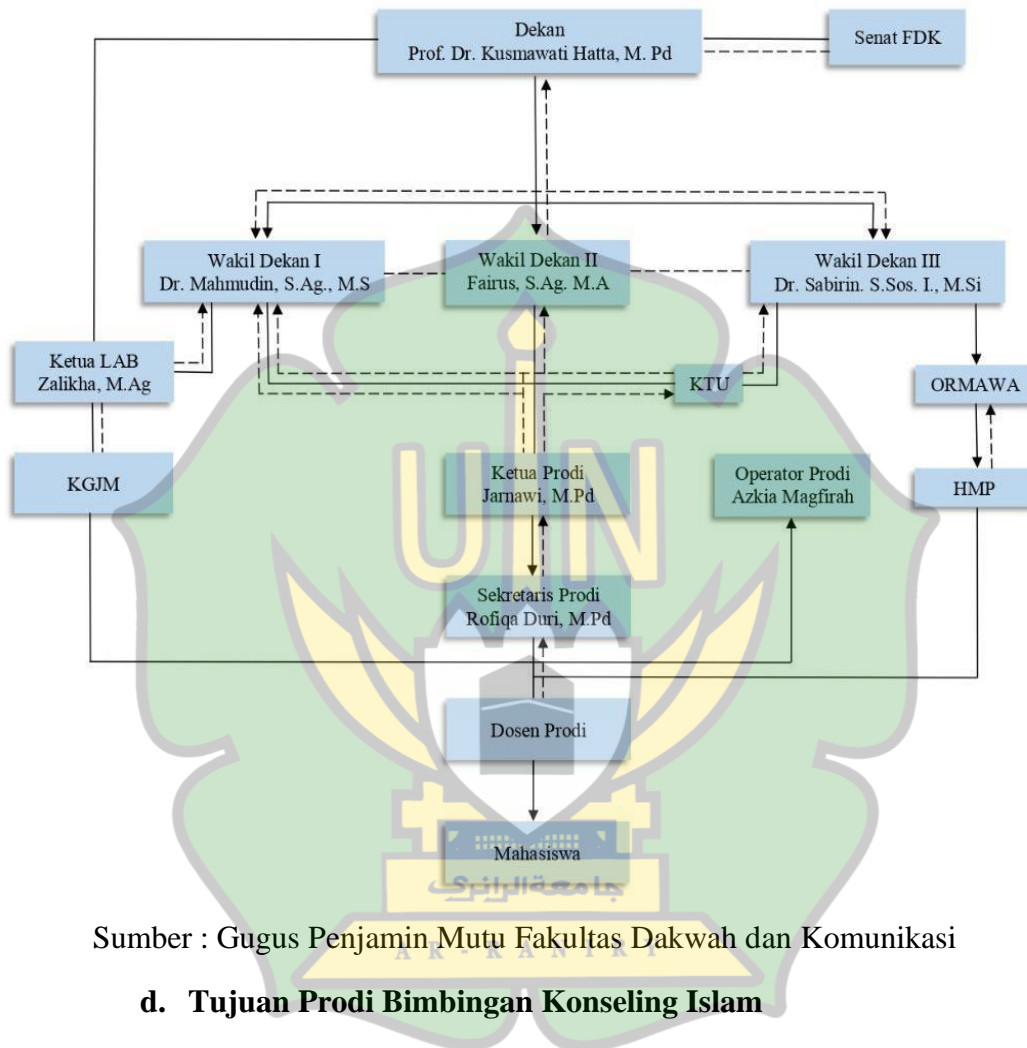 Dekan
Prof. Dr. Kusmawati Hatta, M. Pd
Senat FDK
Wakil Dekan I
Dr. Mahmudin, S.Ag., M.S
Wakil Dekan II
Fairus, S.Ag. M.A
Wakil Dekan III
Dr. Sabirin. S.Sos. I., M.Si
Ketua LAB
Zalikha, M.Ag
KTU
ORMAWA
KGJM
Ketua Prodi
Jarnawi, M.Pd
Operator Prodi
Azkia Magfirah
HMP
UIN
Sekretaris Prodi
Rofiqa Duri, M.Pd
Dosen Prodi
Mahasiswa
جامعة الرانري
Sumber : Gugus Penjamin Mutu Fakultas Dakwah dan Komunikasi
AR-RANIRY
d. Tujuan Prodi Bimbingan Konseling Islam